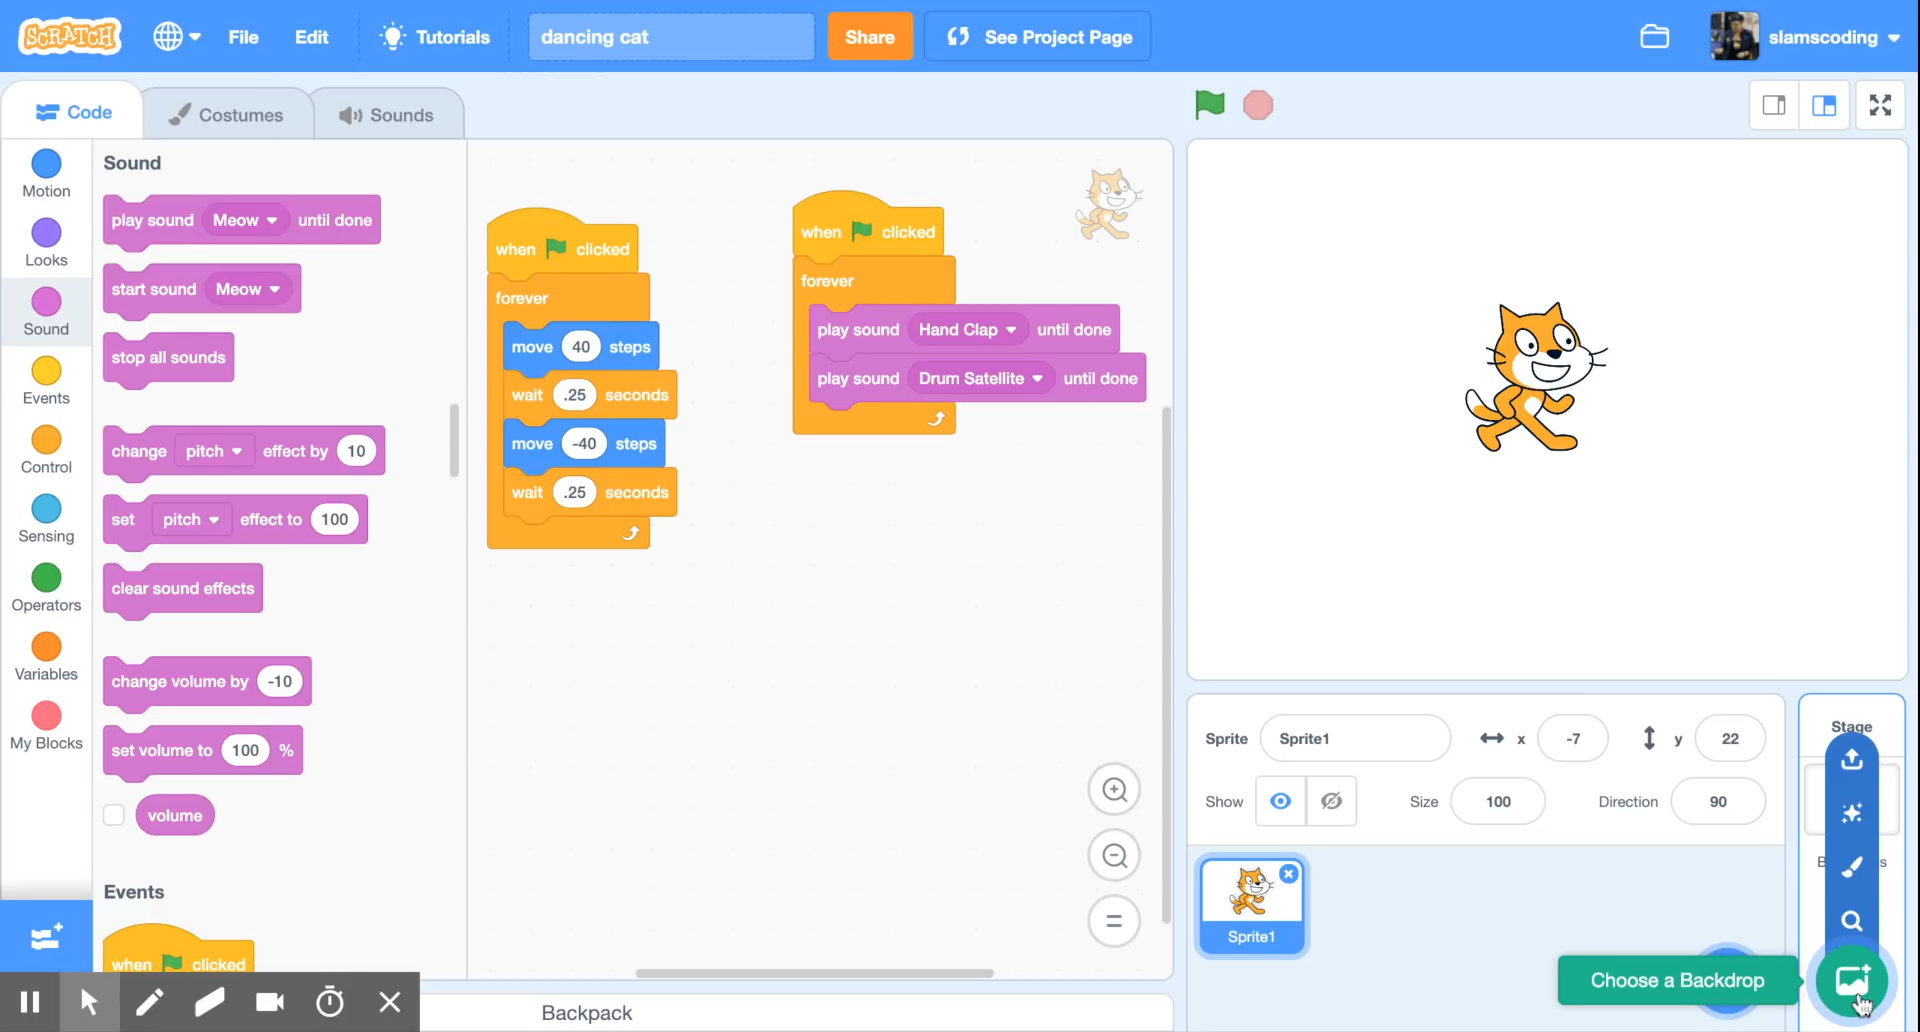 SCRATCH
File
Edit
Tutorials
dancing cat
Share
See Project Page
slamscoding
Code
Costumes
Sounds
Motion
Looks
Sound
Events
Control
Sensing
Operators
Variables
My Blocks
Sound
play sound Meow until done
start sound Meow
stop all sounds
change pitch effect by 10
set pitch effect to 100
clear sound effects
change volume by -10
set volume to 100 %
volume
Events
when clicked
when clicked
forever
move 40 steps
wait .25 seconds
move -40 steps
wait .25 seconds
when clicked
forever
play sound Hand Clap until done
play sound Drum Satellite until done
Backpack
Sprite Sprite1 x -7 y 22
Show Size 100 Direction 90
Sprite1
Stage
Choose a Backdrop